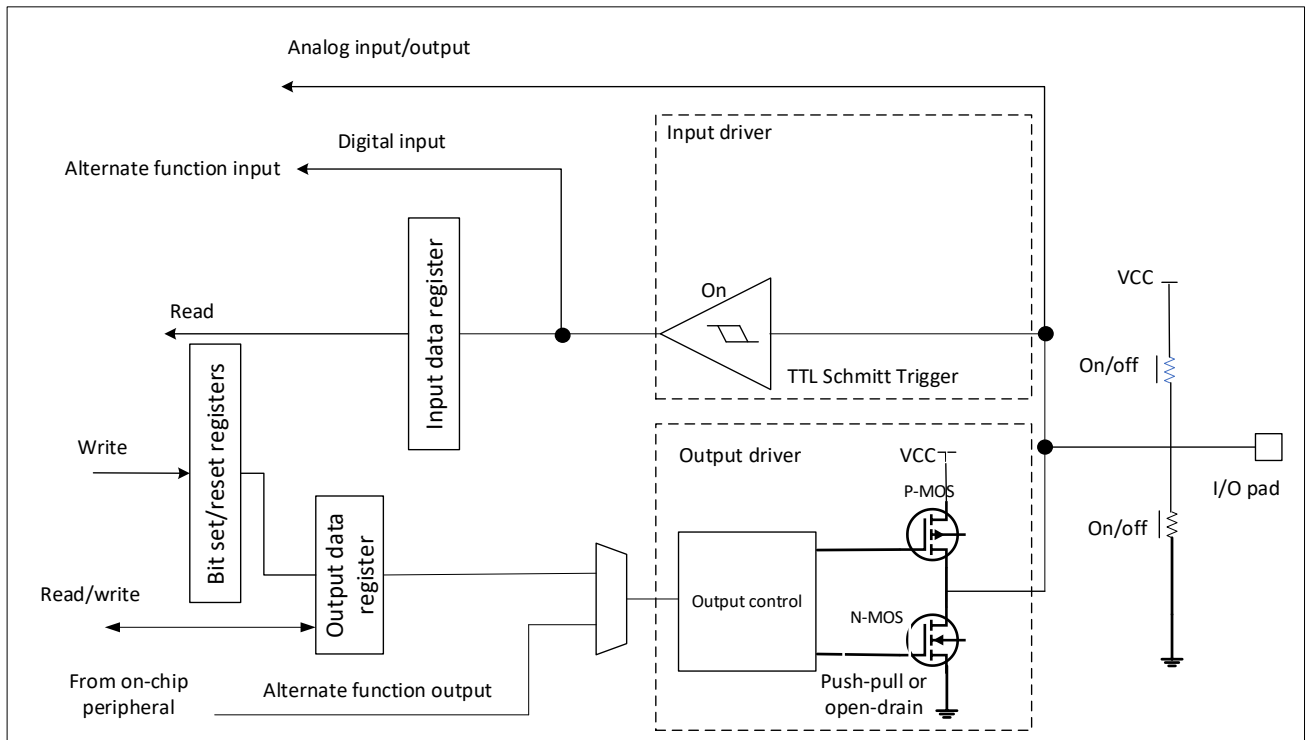 Analog input/output
Input driver
Digital input
Alternate function input
Input data register
On
VCC
Read
TTL Schmitt Trigger
On/off
Bit set/reset registers
Write
Output driver
VCC
P-MOS
I/O pad
On/off
Output data
register
Read/write
Output control
N-MOS
Push-pull or
open-drain
From on-chip
peripheral
Alternate function output